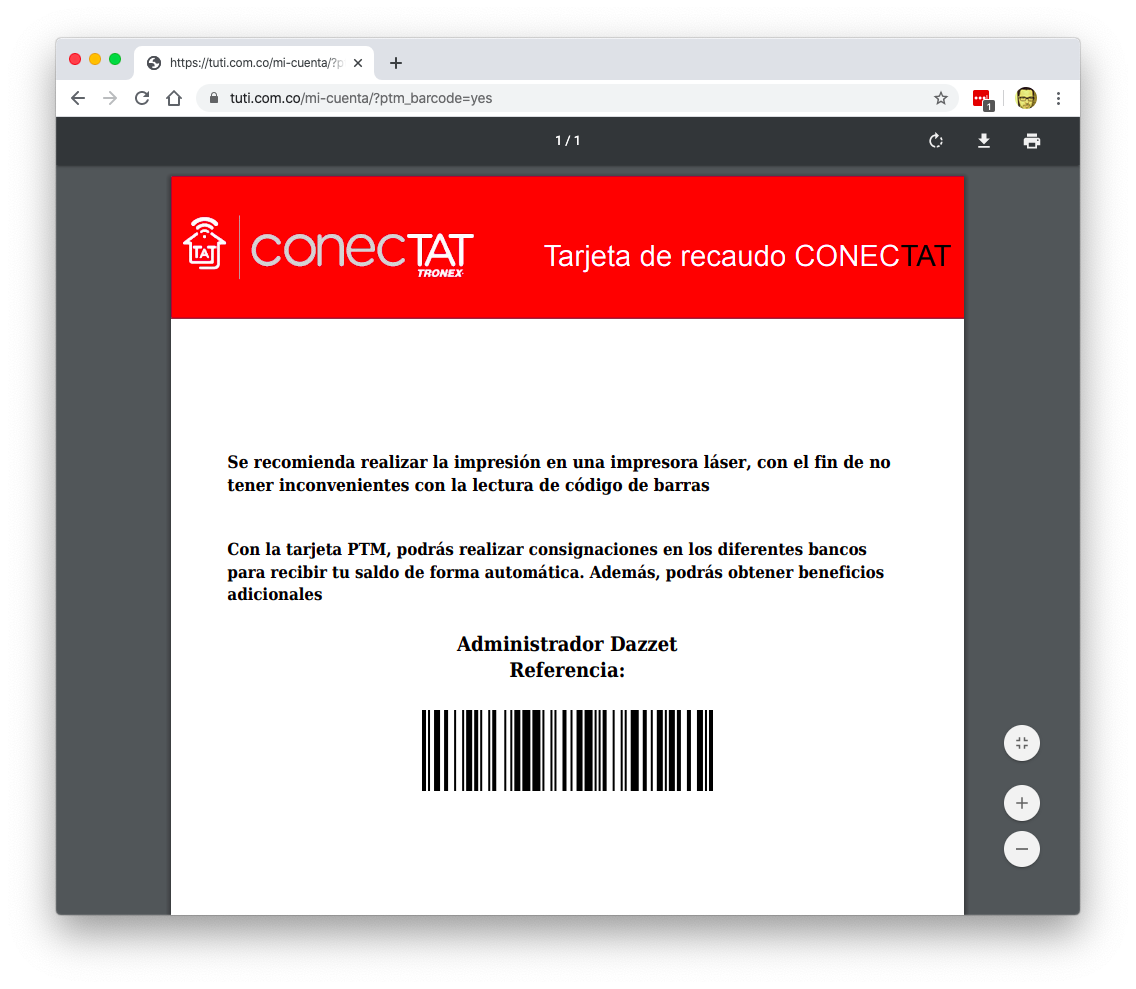 https://tuti.com.co/mi-cuenta/?p
tuti.com.co/mi-cuenta/?ptm_barcode=yes
1
1 / 1
TAT
conecTAT
TRONEX
Tarjeta de recaudo CONECTAT
Se recomienda realizar la impresión en una impresora láser, con el fin de no
tener inconvenientes con la lectura de código de barras
Con la tarjeta PTM, podrás realizar consignaciones en los diferentes bancos
para recibir tu saldo de forma automática. Además, podrás obtener beneficios
adicionales
Administrador Dazzet
Referencia: